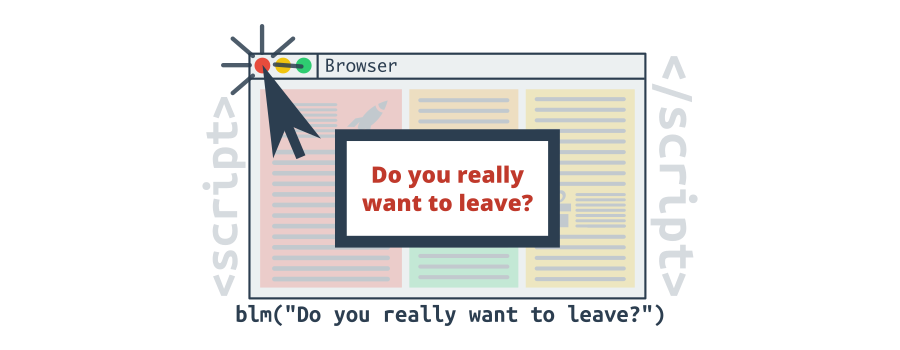 Browser
<script>
Do you really
want to leave?
</script>
blm("Do you really want to leave?")